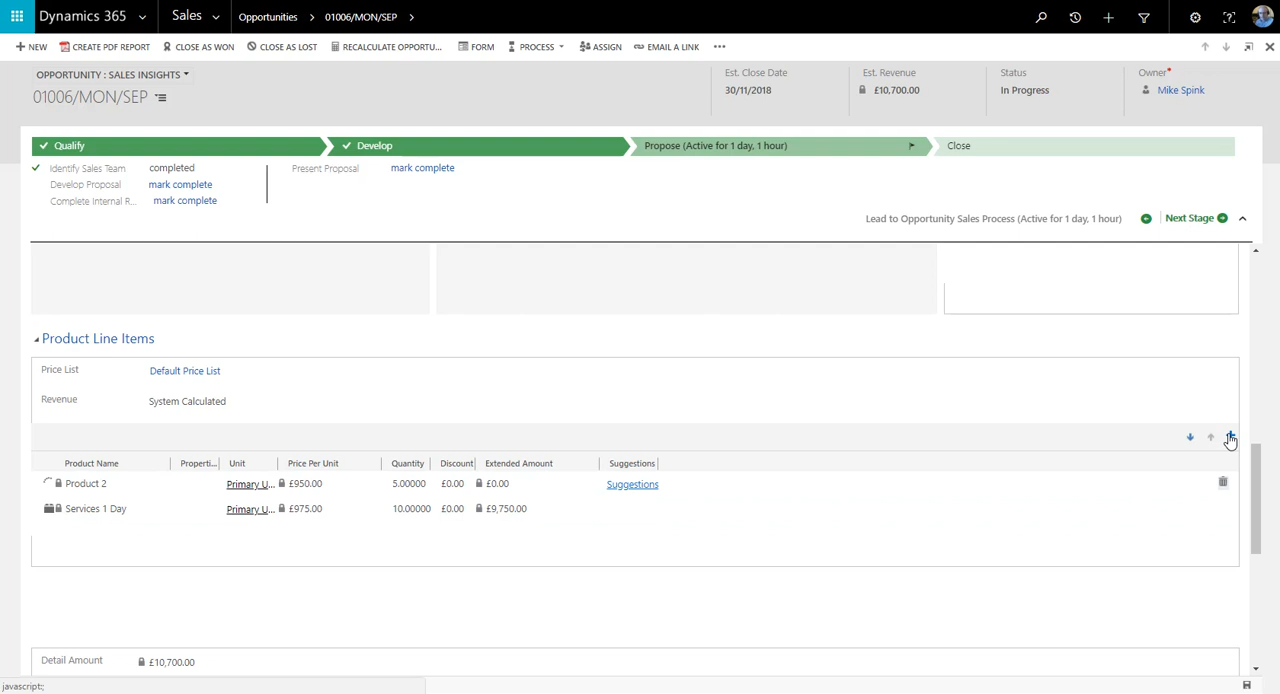 Dynamics 365 Sales Opportunities 01006/MON/SEP
NEW CREATE PDF REPORT CLOSE AS WON CLOSE AS LOST RECALCULATE OPPORTU... FORM PROCESS ASSIGN EMAIL A LINK •••
OPPORTUNITY : SALES INSIGHTS
01006/MON/SEP
Est. Close Date
30/11/2018
Est. Revenue
£10,700.00
Status
In Progress
Owner*
Mike Spink
Qualify Develop Propose (Active for 1 day, 1 hour) Close
Identify Sales Team completed Present Proposal mark complete
Develop Proposal mark complete
Complete Internal R... mark complete
Lead to Opportunity Sales Process (Active for 1 day, 1 hour) Next Stage
Product Line Items
Price List Default Price List
Revenue System Calculated
Product Name Properti... Unit Price Per Unit Quantity Discount Extended Amount Suggestions
Product 2 Primary U... £950.00 5.00000 £0.00 £0.00 Suggestions
Services 1 Day Primary U... £975.00 10.00000 £0.00 £9,750.00
Detail Amount £10,700.00
javascript:;